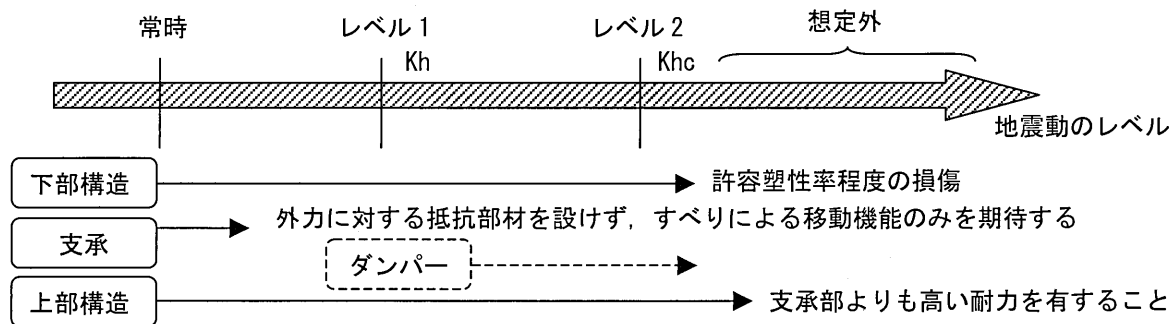 常時
レベル1
レベル2
想定外
Kh
Khc
地震動のレベル
下部構造
許容塑性率程度の損傷
支承
外力に対する抵抗部材を設けず，すべりによる移動機能のみを期待する
ダンパー
上部構造
支承部よりも高い耐力を有すること